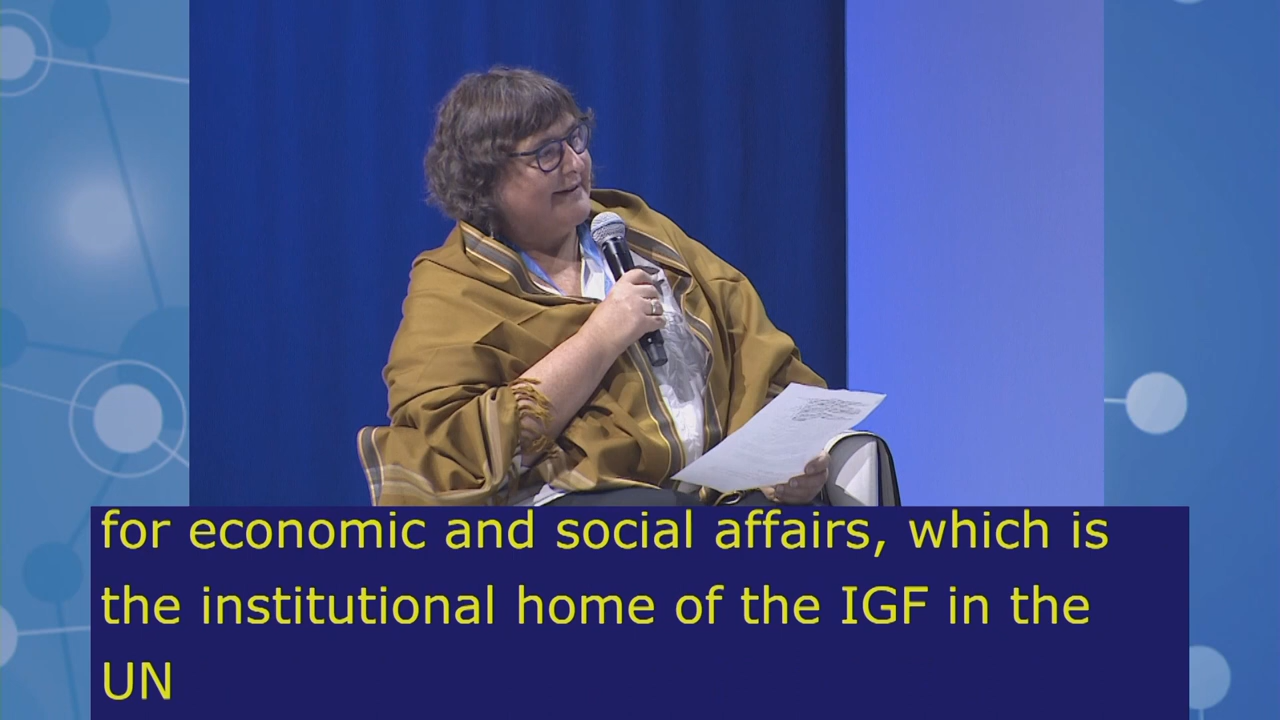 for economic and social affairs, which is
the institutional home of the IGF in the
UN